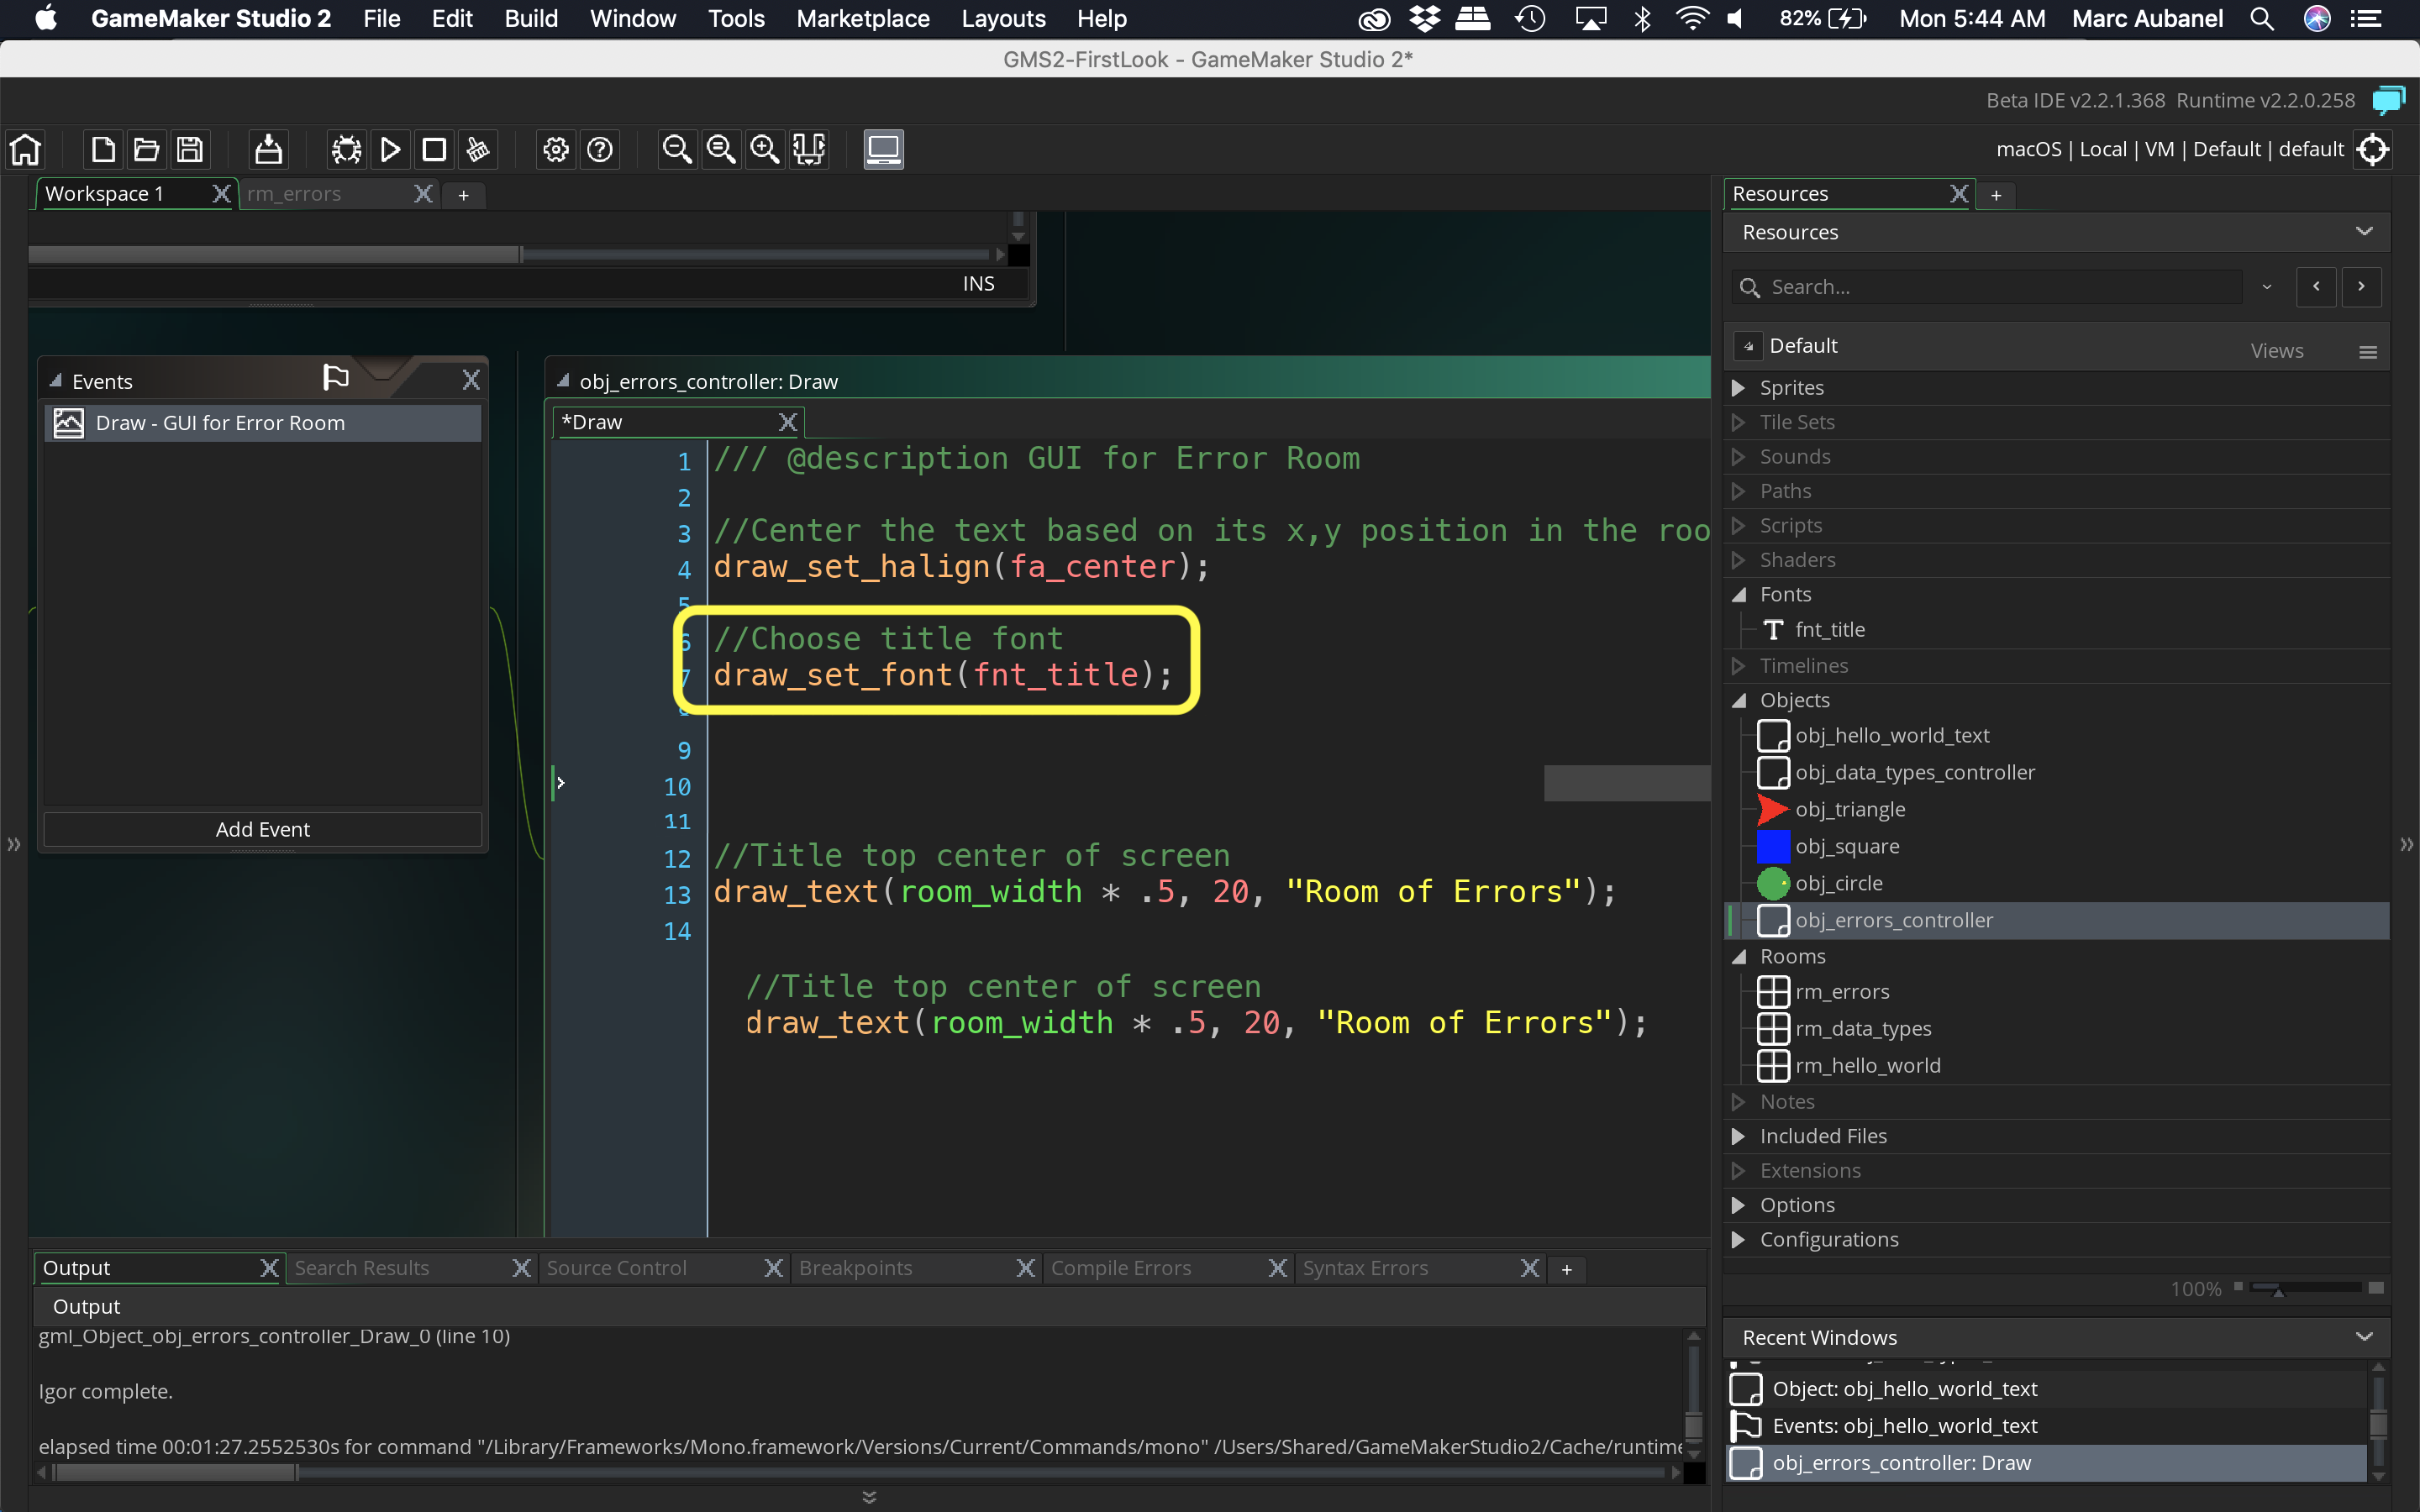 GameMaker Studio 2 File Edit Build Window Tools Marketplace Layouts Help 82% Mon 5:44 AM Marc Aubanel
GMS2-FirstLook - GameMaker Studio 2*
Beta IDE v2.2.1.368 Runtime v2.2.0.258
macOS | Local | VM | Default | default
Workspace 1 rm_errors +
INS
Events
Draw - GUI for Error Room
Add Event
obj_errors_controller: Draw
*Draw
1 /// @description GUI for Error Room
2
3 //Center the text based on its x,y position in the roo
4 draw_set_halign(fa_center);
5
6 //Choose title font
7 draw_set_font(fnt_title);
8
9
10
11
12 //Title top center of screen
13 draw_text(room_width * .5, 20, "Room of Errors");
14
//Title top center of screen
draw_text(room_width * .5, 20, "Room of Errors");
Output Search Results Source Control Breakpoints Compile Errors Syntax Errors +
Output
gml_Object_obj_errors_controller_Draw_0 (line 10)
Igor complete.
elapsed time 00:01:27.2552530s for command "/Library/Frameworks/Mono.framework/Versions/Current/Commands/mono" /Users/Shared/GameMakerStudio2/Cache/runtime
Resources +
Resources
Search...
Default Views
Sprites
Tile Sets
Sounds
Paths
Scripts
Shaders
Fonts
fnt_title
Timelines
Objects
obj_hello_world_text
obj_data_types_controller
obj_triangle
obj_square
obj_circle
obj_errors_controller
Rooms
rm_errors
rm_data_types
rm_hello_world
Notes
Included Files
Extensions
Options
Configurations
100%
Recent Windows
Object: obj_hello_world_text
Events: obj_hello_world_text
obj_errors_controller: Draw